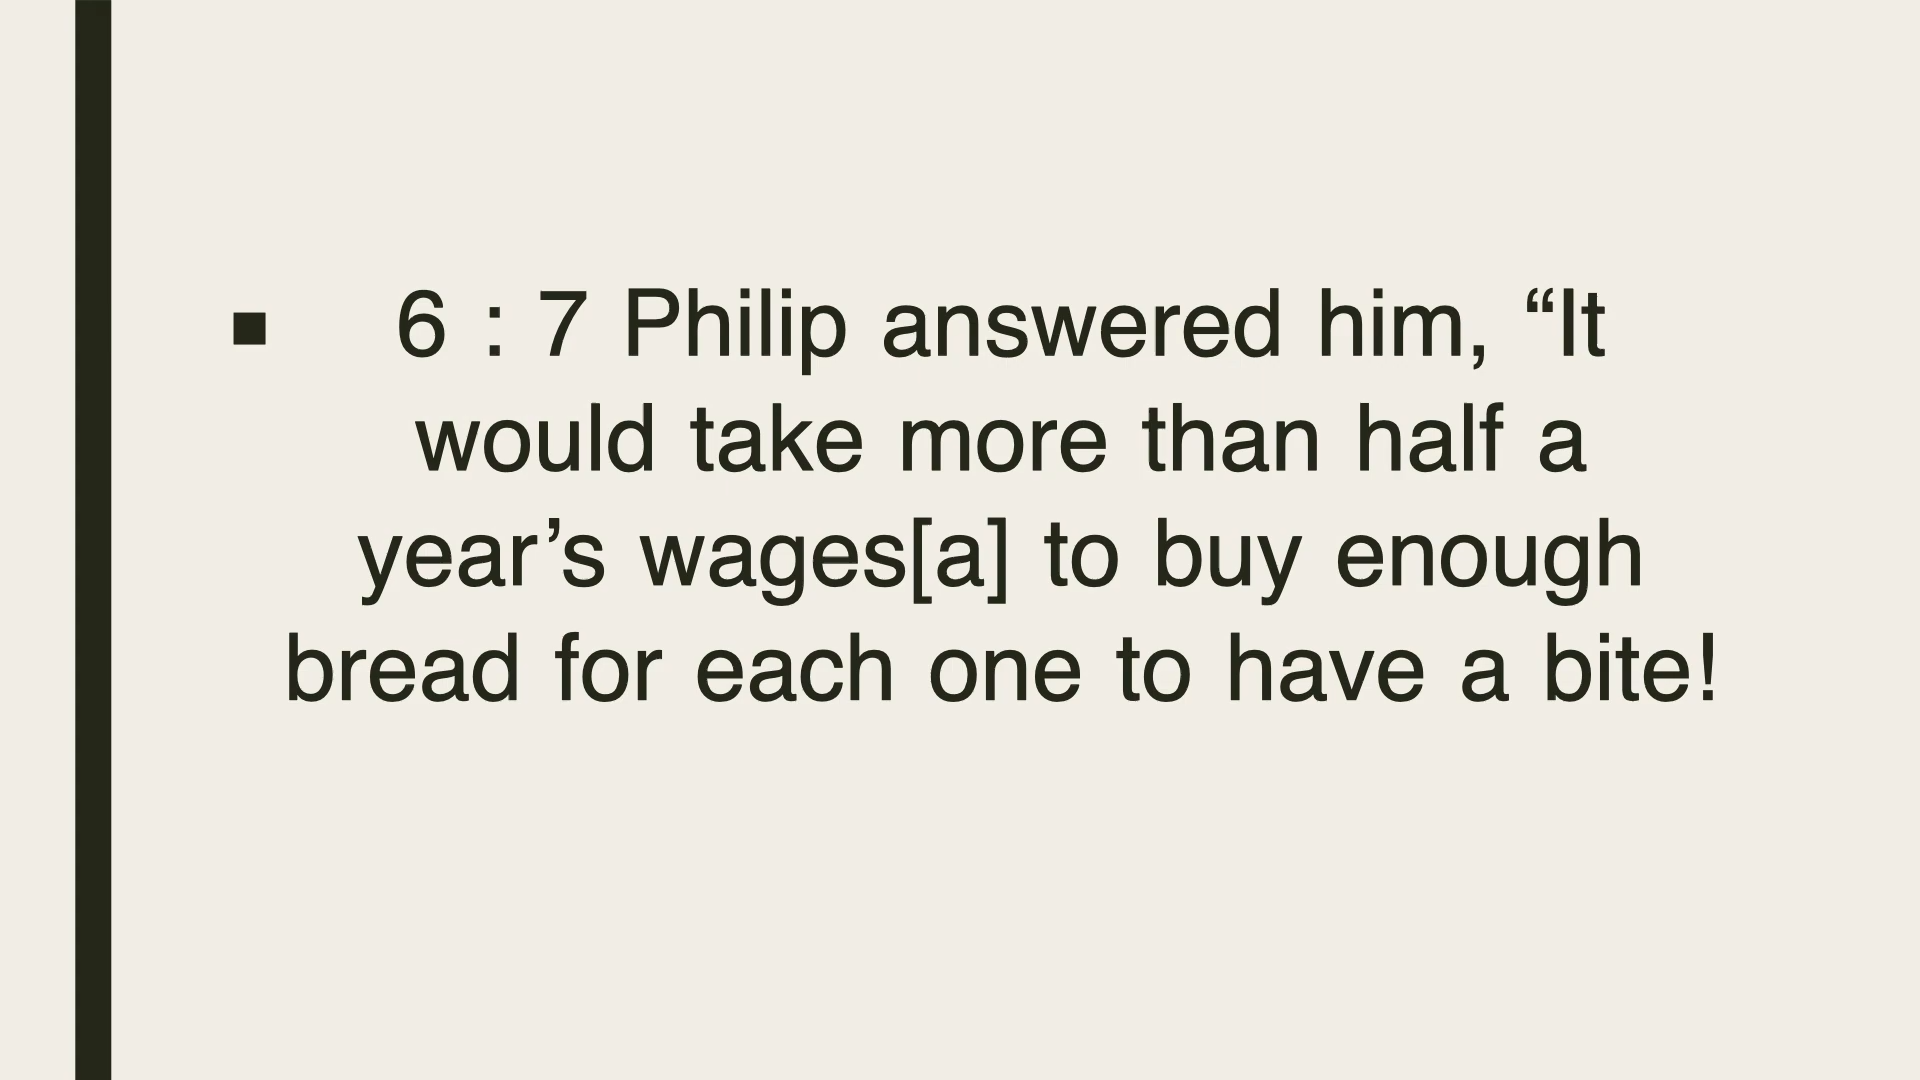 ▪ 6 : 7 Philip answered him, “It
would take more than half a
year’s wages[a] to buy enough
bread for each one to have a bite!